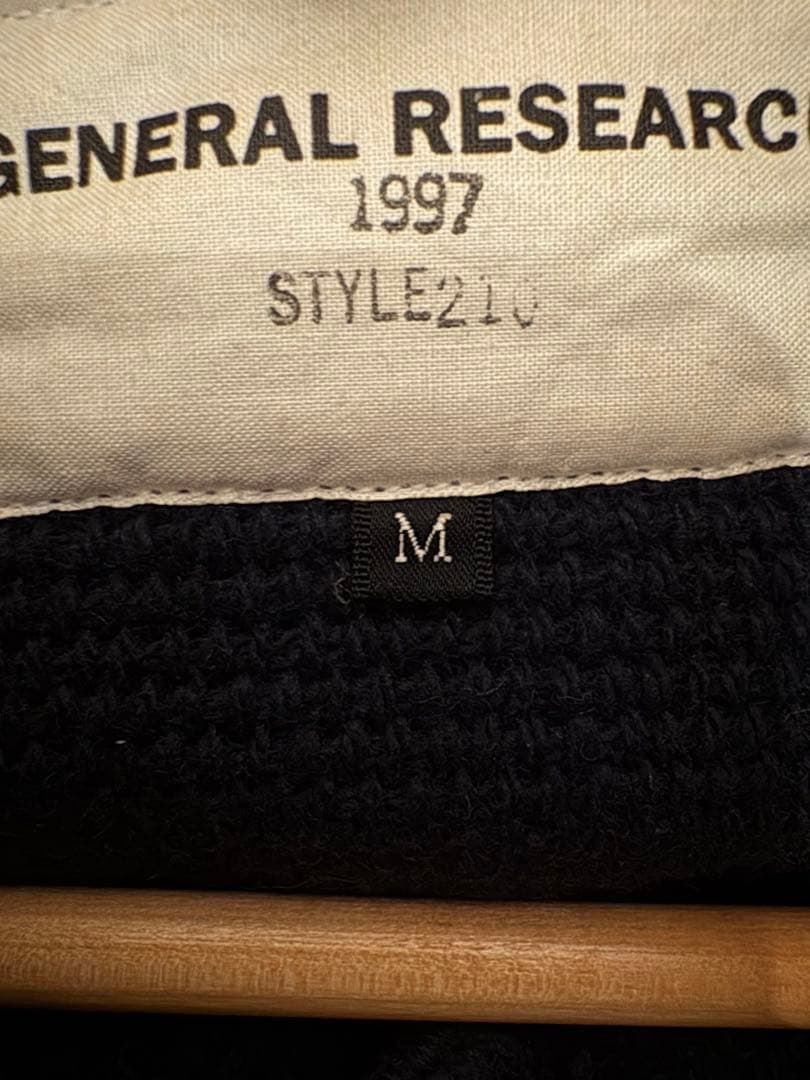 GENERAL RESEARC
1997
STYLE210
M